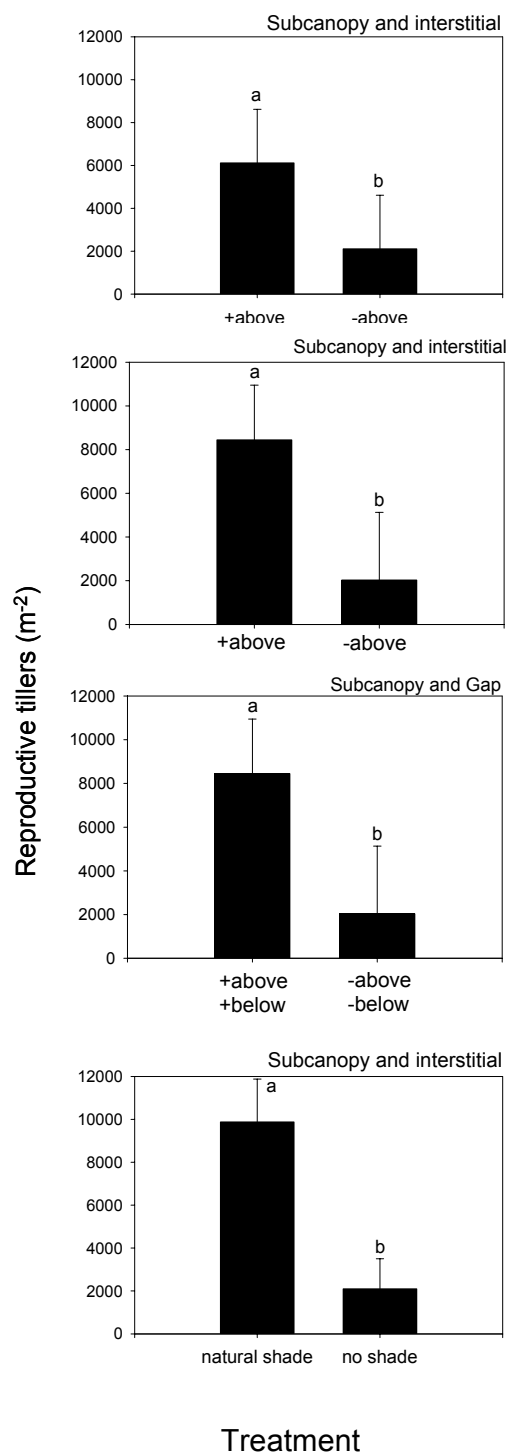 Subcanopy and interstitial
12000
10000
8000
6000
4000
2000
0
a
b
+above -above
Subcanopy and interstitial
12000
10000
8000
6000
4000
2000
0
a
b
+above -above
Reproductive tillers (m-2)
Subcanopy and Gap
12000
10000
8000
6000
4000
2000
0
a
b
+above -above
+below -below
Subcanopy and interstitial
12000
10000
8000
6000
4000
2000
0
a
b
natural shade no shade
Treatment